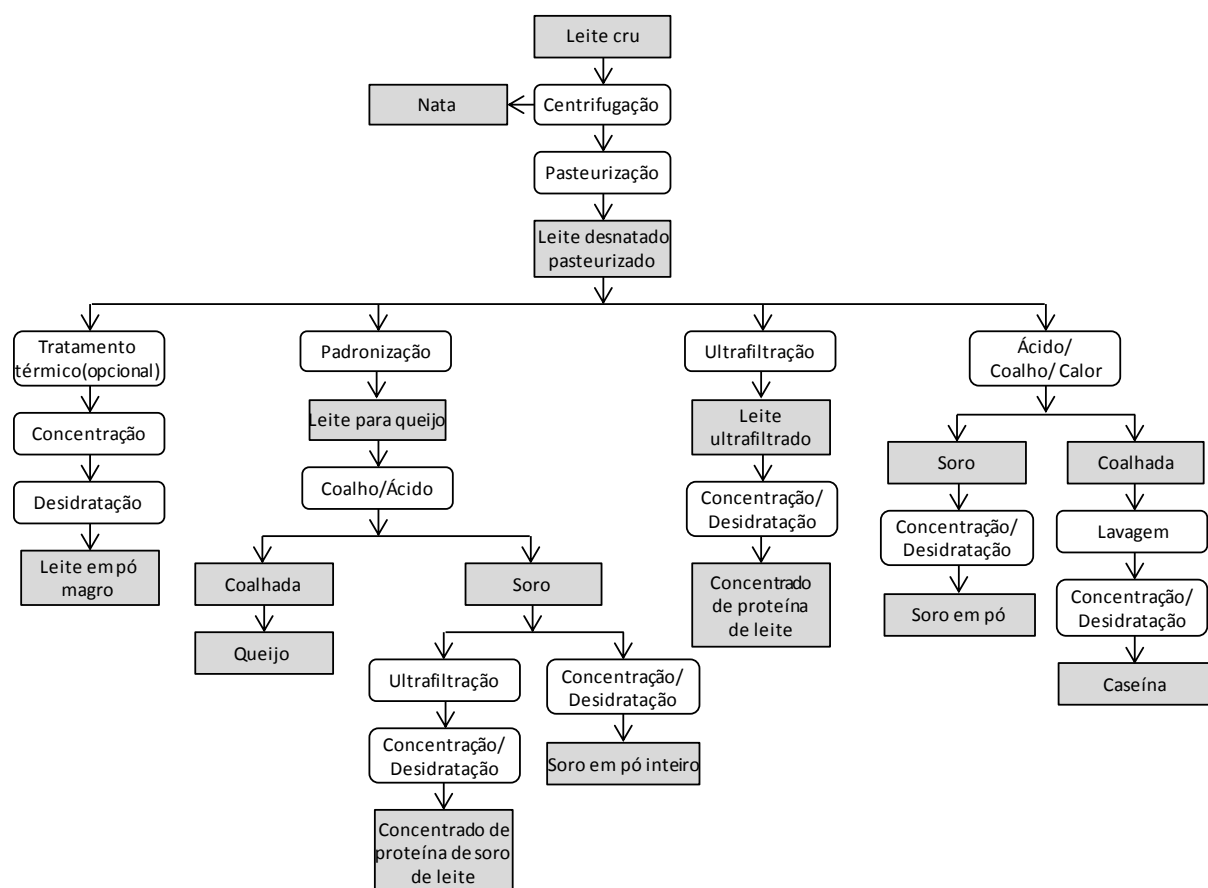 Leite cru
Nata
Centrifugação
Pasteurização
Leite desnatado
pasteurizado
Tratamento
térmico(opcional)
Concentração
Desidratação
Leite em pó
magro
Padronização
Leite para queijo
Coalho/Ácido
Coalhada
Queijo
Soro
Ultrafiltração
Concentração/
Desidratação
Concentrado de
proteína de soro
de leite
Concentração/
Desidratação
Soro em pó inteiro
Ultrafiltração
Leite
ultrafiltrado
Concentração/
Desidratação
Concentrado
de proteína
de leite
Ácido/
Coalho/ Calor
Soro
Concentração/
Desidratação
Soro em pó
Coalhada
Lavagem
Concentração/
Desidratação
Caseína